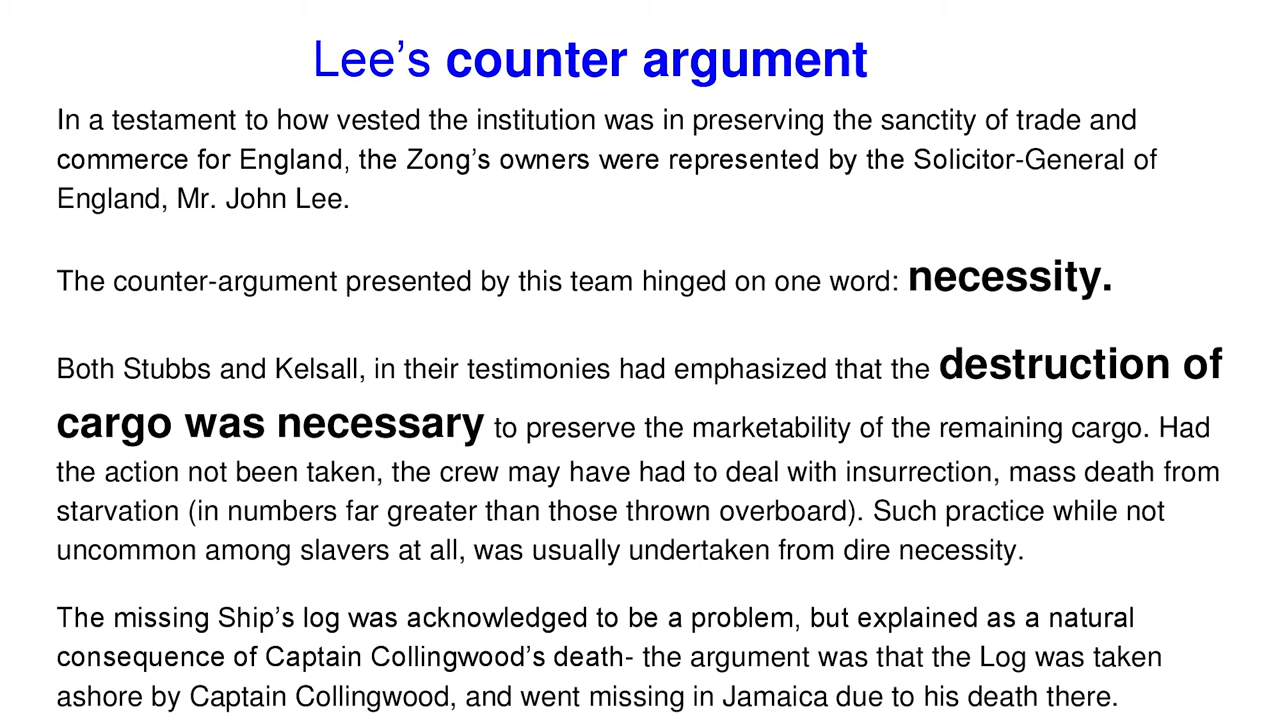 Lee’s counter argument
In a testament to how vested the institution was in preserving the sanctity of trade and
commerce for England, the Zong’s owners were represented by the Solicitor-General of
England, Mr. John Lee.
The counter-argument presented by this team hinged on one word: necessity.
Both Stubbs and Kelsall, in their testimonies had emphasized that the destruction of
cargo was necessary to preserve the marketability of the remaining cargo. Had
the action not been taken, the crew may have had to deal with insurrection, mass death from
starvation (in numbers far greater than those thrown overboard). Such practice while not
uncommon among slavers at all, was usually undertaken from dire necessity.
The missing Ship’s log was acknowledged to be a problem, but explained as a natural
consequence of Captain Collingwood’s death- the argument was that the Log was taken
ashore by Captain Collingwood, and went missing in Jamaica due to his death there.